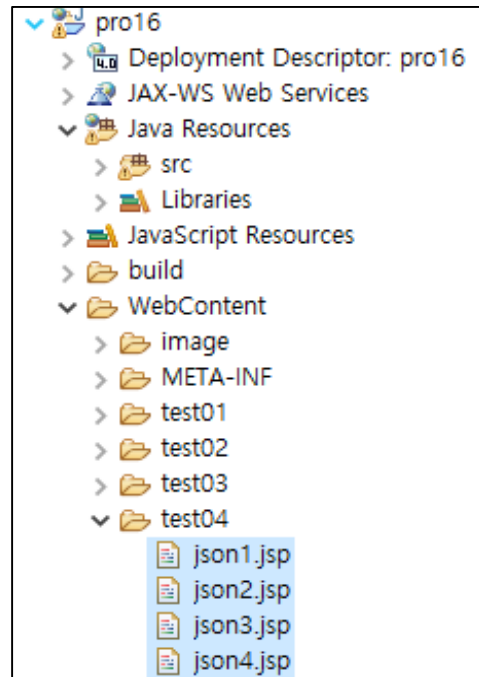 pro16
Deployment Descriptor: pro16
JAX-WS Web Services
Java Resources
src
Libraries
JavaScript Resources
build
WebContent
image
META-INF
test01
test02
test03
test04
json1.jsp
json2.jsp
json3.jsp
json4.jsp